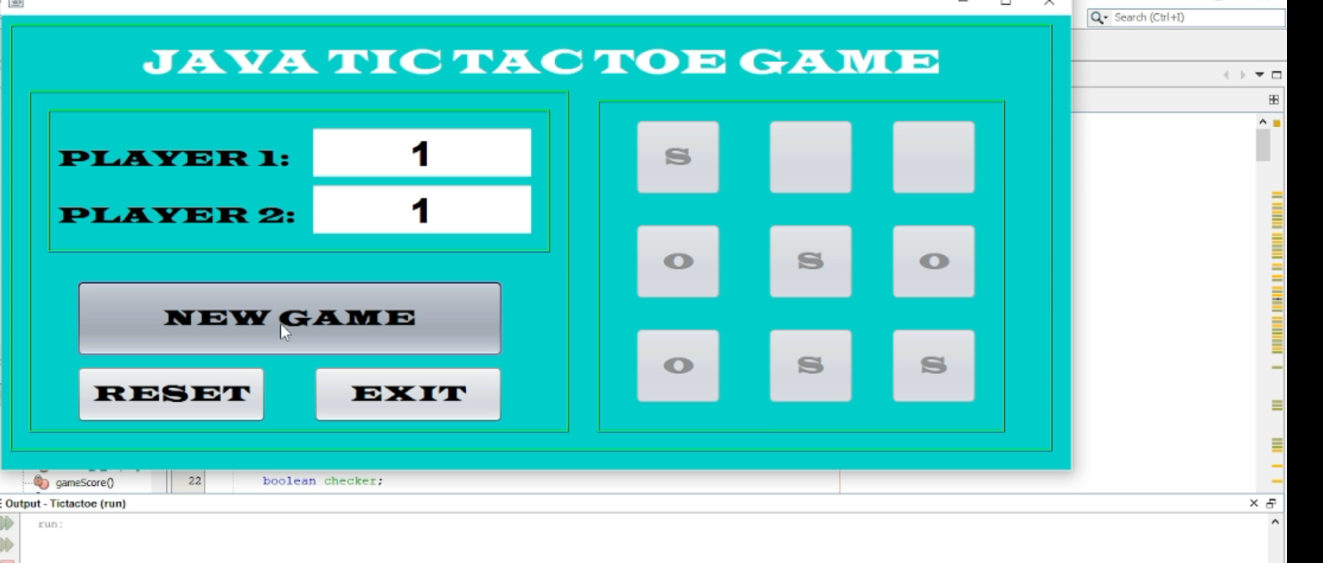 Search (Ctrl+I)
JAVA TIC TAC TOE GAME
PLAYER 1: 1
PLAYER 2: 1
NEW GAME
RESET EXIT
S
O S O
O S S
gameScore()
22 boolean checker;
Output - Tictactoe (run)
run: